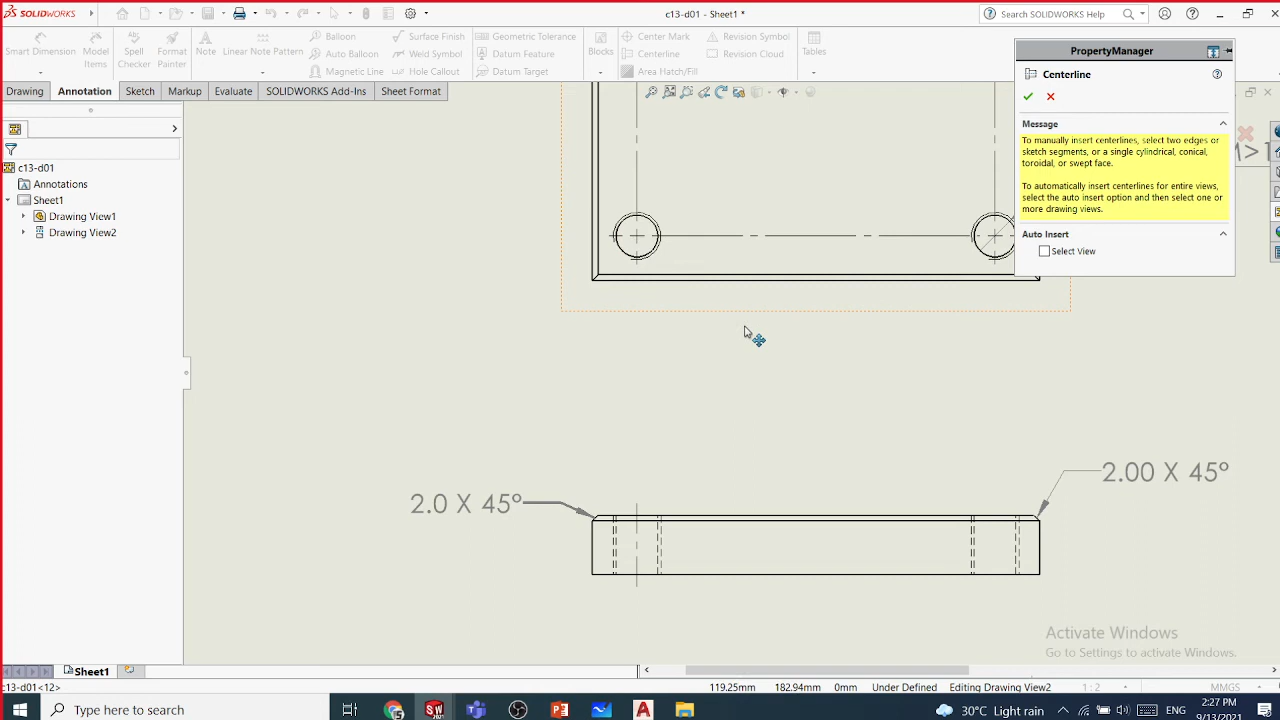 SOLIDWORKS
c13-d01 - Sheet1 *
Search SOLIDWORKS Help
Smart Dimension
Model Items
Spell Checker
Format Painter
Note
Linear Note Pattern
Balloon
Auto Balloon
Magnetic Line
Surface Finish
Weld Symbol
Hole Callout
Geometric Tolerance
Datum Feature
Datum Target
Blocks
Center Mark
Centerline
Area Hatch/Fill
Revision Symbol
Revision Cloud
Tables
Drawing
Annotation
Sketch
Markup
Evaluate
SOLIDWORKS Add-Ins
Sheet Format
PropertyManager
Centerline
Message
To manually insert centerlines, select two edges or
sketch segments, or a single cylindrical, conical,
toroidal, or swept face.
To automatically insert centerlines for entire views,
select the auto insert option and then select one or
more drawing views.
Auto Insert
Select View
c13-d01
Annotations
Sheet1
Drawing View1
Drawing View2
2.0 X 45°
2.00 X 45°
Activate Windows
Go to Settings to activate Windows.
Sheet1
c13-d01<12>
119.25mm
182.94mm
0mm
Under Defined
Editing Drawing View2
1 : 2
MMGS
Type here to search
30°C Light rain
ENG
2:27 PM
9/13/2021